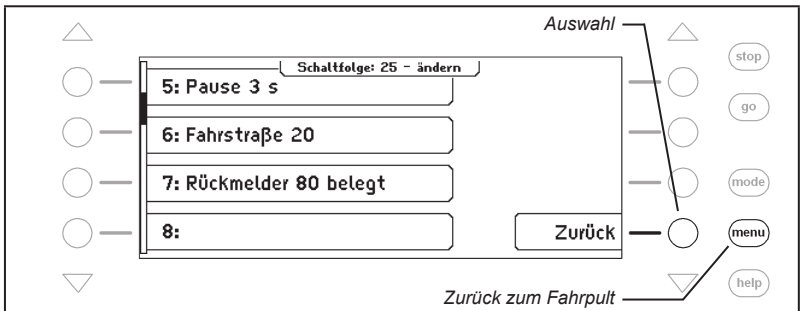 Auswahl
Schaltfolge: 25 - ändern
stop
5: Pause 3 s
go
6: Fahrstraße 20
7: Rückmelder 80 belegt
mode
8:
Zurück
menu
help
Zurück zum Fahrpult